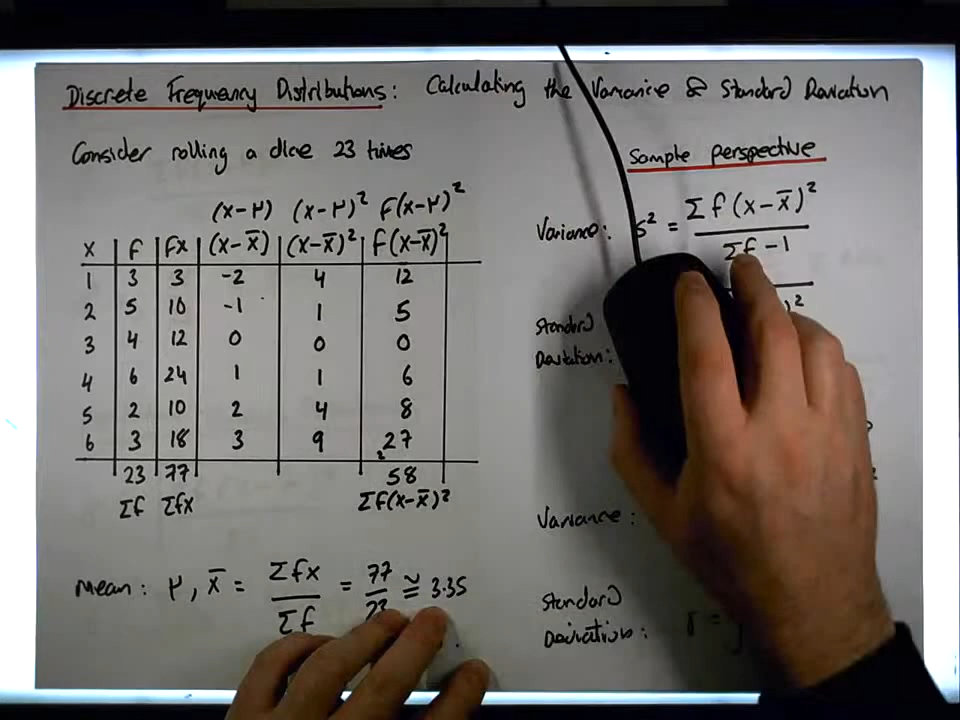 Discrete Frequency Distributions: Calculating the Variance & Standard Deviation
Consider rolling a dice 23 times
Sample perspective
(x-μ) (x-μ)² F(x-μ)²
x F Fx (x-x̄) (x-x̄)² F(x-x̄)²
1 3 3 -2 4 12
2 5 10 -1 1 5
3 4 12 0 0 0
4 6 24 1 1 6
5 2 10 2 4 8
6 3 18 3 9 27
23 77 58
Σf Σfx Σf(x-x̄)²
Mean: μ, x̄ = Σfx / Σf = 77 / 23 ≅ 3.35
Variance: s² = Σf(x-x̄)² / Σf-1
Standard
Deviation:
Variance:
Standard
Deviation: σ =